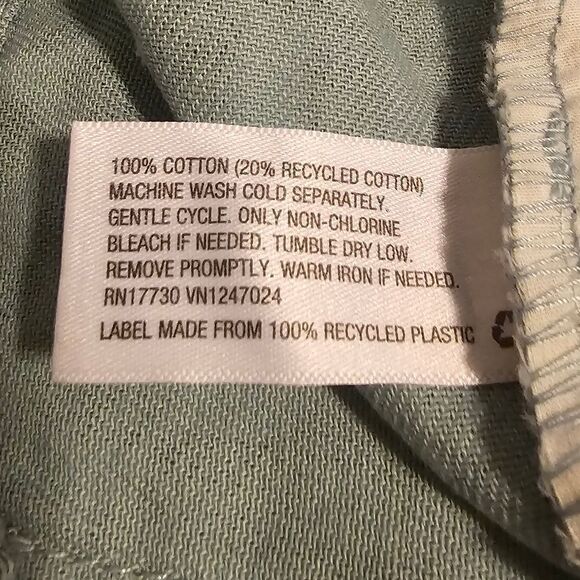 100% COTTON (20% RECYCLED COTTON)
MACHINE WASH COLD SEPARATELY.
GENTLE CYCLE. ONLY NON-CHLORINE
BLEACH IF NEEDED. TUMBLE DRY LOW.
REMOVE PROMPTLY. WARM IRON IF NEEDED.
RN17730 VN1247024
LABEL MADE FROM 100% RECYCLED PLASTIC